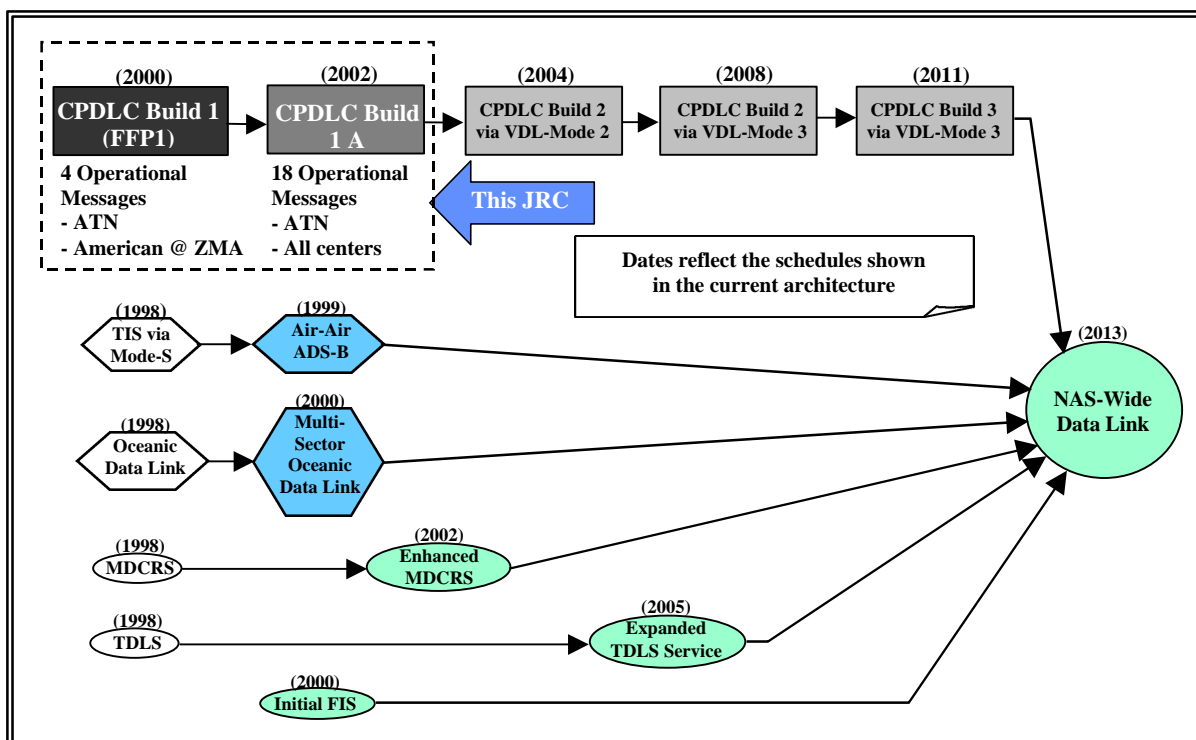 (2000)
CPDLC Build 1
(FFP1)
(2002)
CPDLC Build
1 A
(2004)
CPDLC Build 2
via VDL-Mode 2
(2008)
CPDLC Build 2
via VDL-Mode 3
(2011)
CPDLC Build 3
via VDL-Mode 3
4 Operational
Messages
- ATN
- American @ ZMA
18 Operational
Messages
- ATN
- All centers
This JRC
Dates reflect the schedules shown
in the current architecture
(1998)
TIS via
Mode-S
(1999)
Air-Air
ADS-B
(2013)
NAS-Wide
Data Link
(1998)
Oceanic
Data Link
(2000)
Multi-
Sector
Oceanic
Data Link
(1998)
MDCRS
(2002)
Enhanced
MDCRS
(1998)
TDLS
(2005)
Expanded
TDLS Service
(2000)
Initial FIS